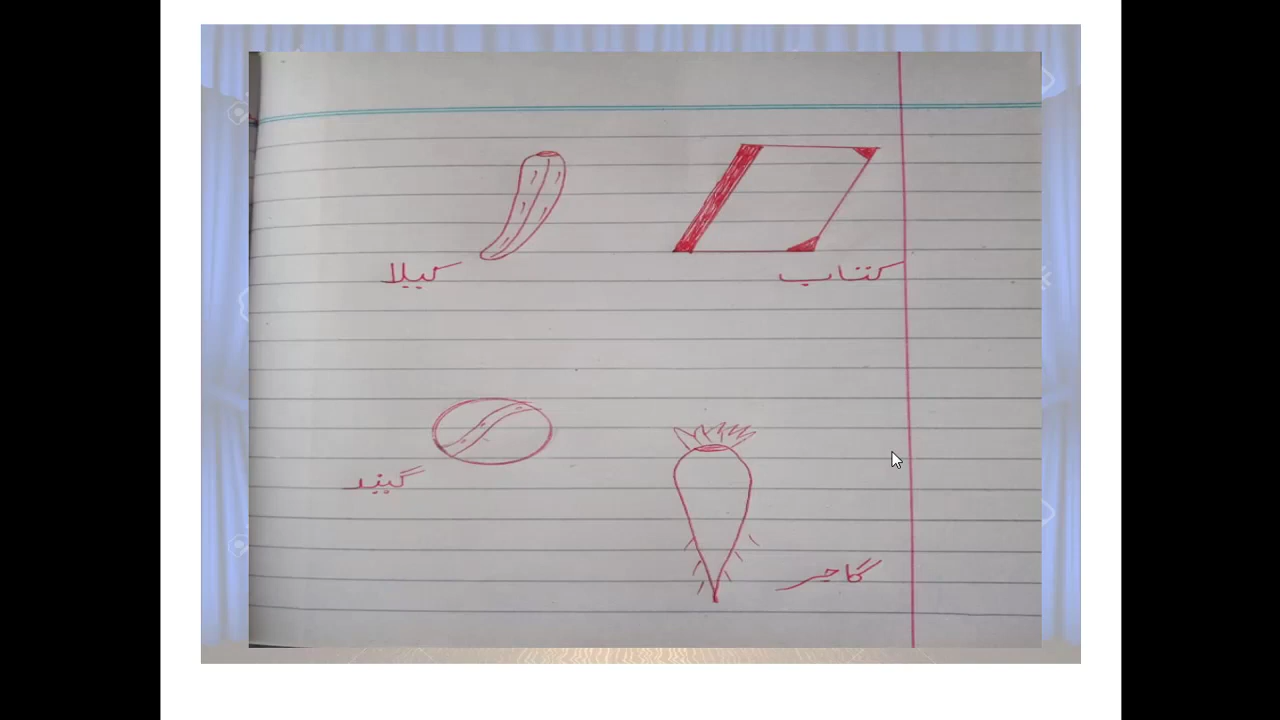 کتاب
کیلا
گاجر
گیند